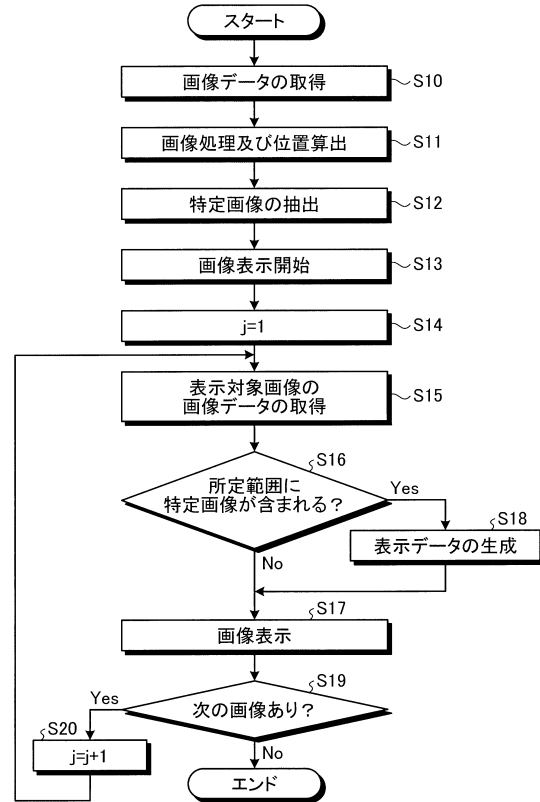 スタート
画像データの取得
S10
画像処理及び位置算出
S11
特定画像の抽出
S12
画像表示開始
S13
j=1
S14
表示対象画像の
画像データの取得
S15
S16
所定範囲に
特定画像が含まれる?
Yes
S18
表示データの生成
No
S17
画像表示
S19
次の画像あり?
Yes
S20
j=j+1
No
エンド